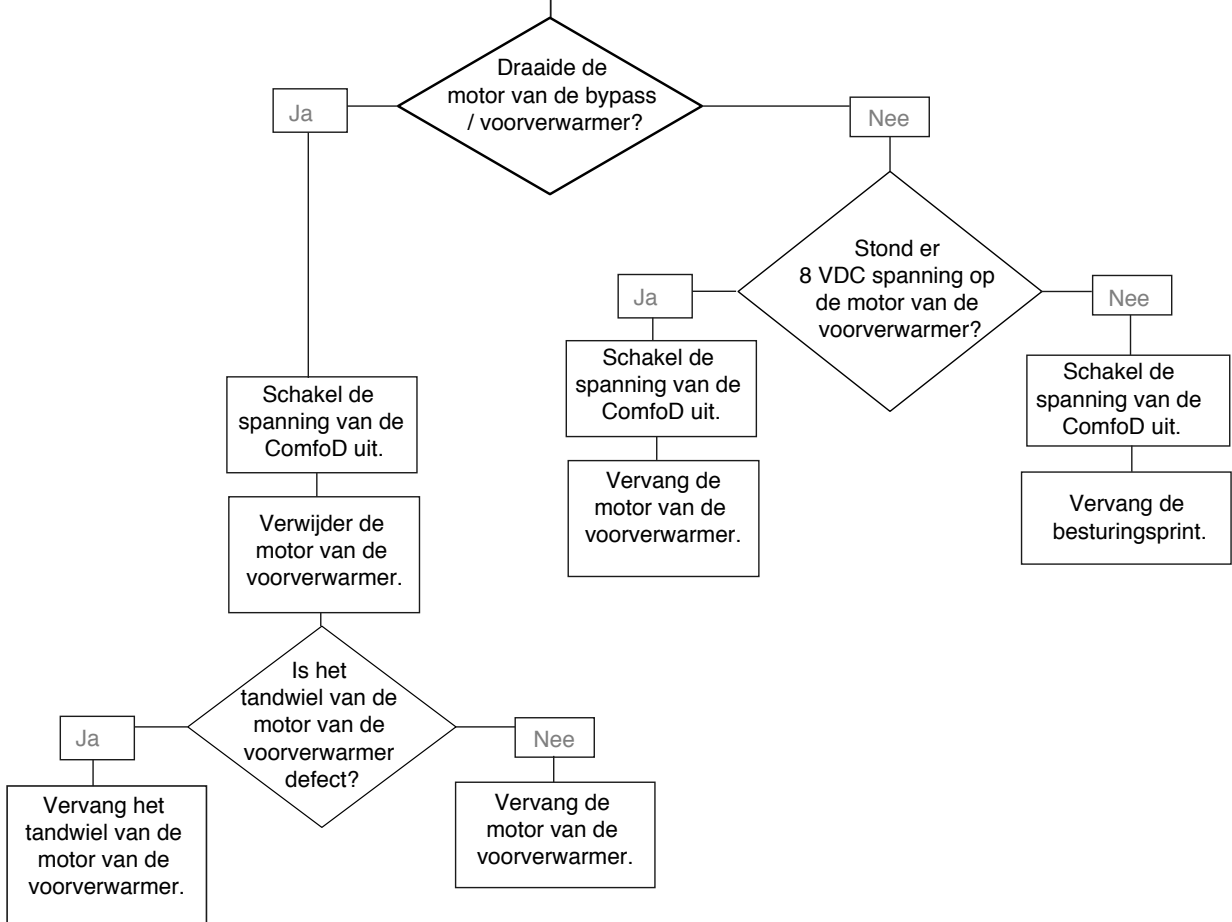 Draaide de
motor van de bypass
/ voorverwarmer?
Ja
Nee
Stond er
8 VDC spanning op
de motor van de
voorverwarmer?
Ja
Nee
Schakel de
spanning van de
ComfoD uit.
Vervang de
motor van de
voorverwarmer.
Schakel de
spanning van de
ComfoD uit.
Vervang de
besturingsprint.
Schakel de
spanning van de
ComfoD uit.
Verwijder de
motor van de
voorverwarmer.
Is het
tandwiel van de
motor van de
voorverwarmer
defect?
Ja
Nee
Vervang het
tandwiel van de
motor van de
voorverwarmer.
Vervang de
motor van de
voorverwarmer.